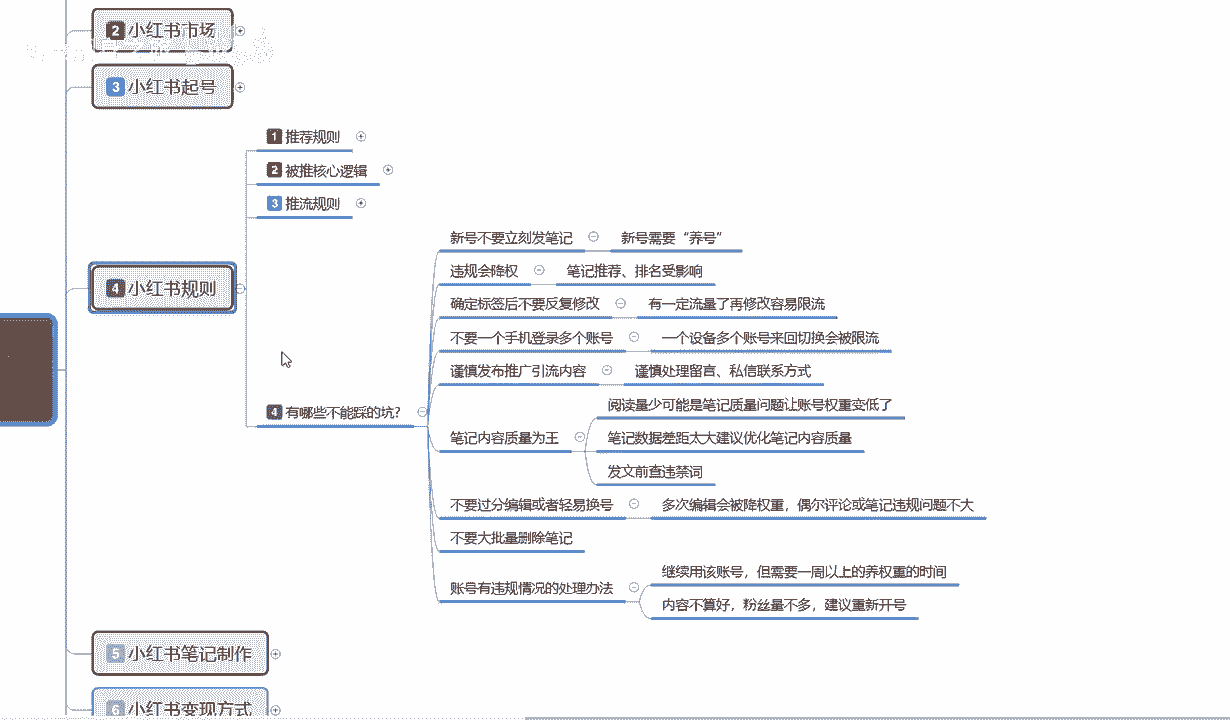 2 小红书市场
3 小红书起号
4 小红书规则
1 推荐规则
2 被推核心逻辑
3 推流规则
4 有哪些不能踩的坑？
新号不要立刻发笔记
新号需要“养号”
违规会降权
笔记推荐、排名受影响
确定标签后不要反复修改
有一定流量了再修改容易限流
不要一个手机登录多个账号
一个设备多个账号来回切换会被限流
谨慎发布推广引流内容
谨慎处理留言、私信联系方式
笔记内容质量为王
阅读量少可能是笔记质量问题让账号权重变低了
笔记数据差距太大建议优化笔记内容质量
发文前查违禁词
不要过分编辑或者轻易换号
多次编辑会被降权重，偶尔评论或笔记违规问题不大
不要大批量删除笔记
账号有违规情况的处理办法
继续用该账号，但需要一周以上的养权重的时间
内容不算好，粉丝量不多，建议重新开号
5 小红书笔记制作
6 小红书变现方式